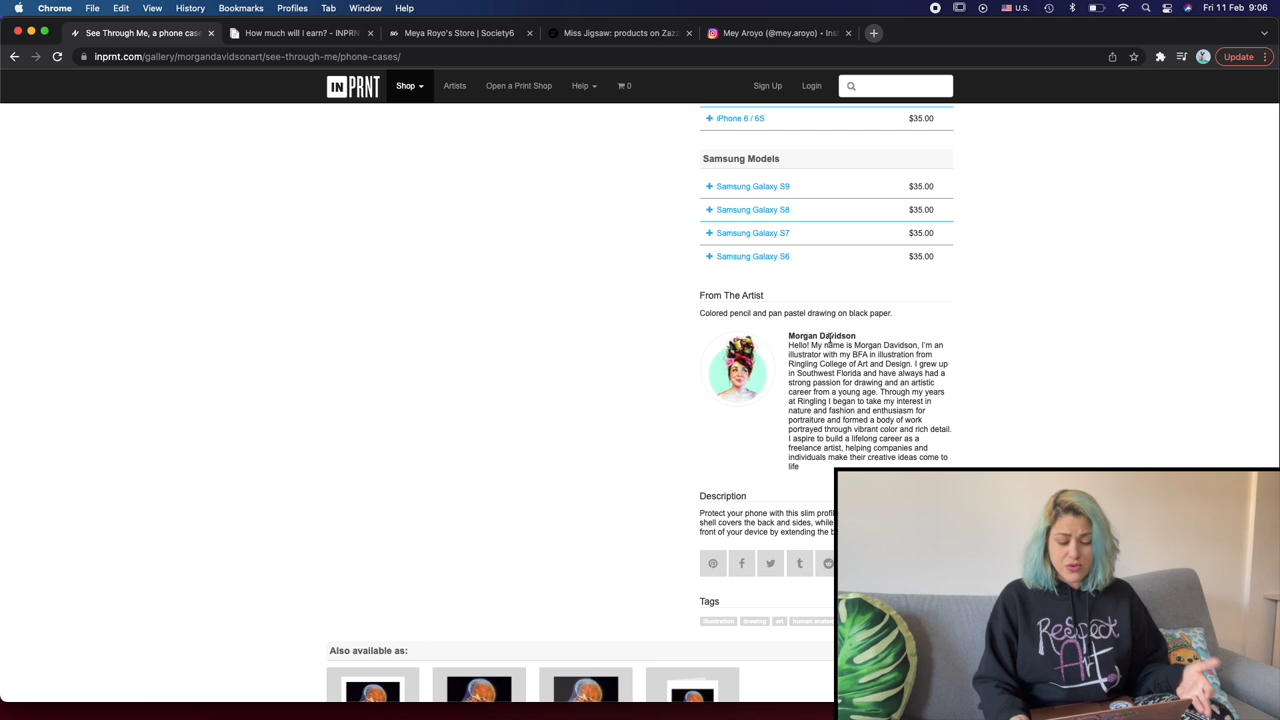 Chrome File Edit View History Bookmarks Profiles Tab Window Help 100% 9:00
See Through Me, a phone case
How much will I earn? - INPRN
Meya Royo's Store | Society6
Miss Jigsaw: products on Zazz
Mey Aroyo (@mey.aroyo) • Ins
inprnt.com/gallery/morgandavidsonart/see-through-me/phone-cases/
Update
INPRNT Shop Artists Open a Print Shop Help 0 Sign Up Login
iPhone 6 / 6S $35.00
Samsung Models
Samsung Galaxy S9 $35.00
Samsung Galaxy S8 $35.00
Samsung Galaxy S7 $35.00
Samsung Galaxy S6 $35.00
From The Artist
Colored pencil and pan pastel drawing on black paper.
Morgan Davidson
Hello! My name is Morgan Davidson, I'm an
illustrator with my BFA in illustration from
Ringling College of Art and Design. I grew up
in Southwest Florida and have always had a
strong passion for drawing and an artistic
career from a young age. Through my years
at Ringling I began to take my interest in
nature and fashion and enthusiasm for
portraiture and formed a body of work
portrayed through vibrant color and rich detail.
I aspire to build a lifelong career as a
freelance artist, helping companies and
individuals make their creative ideas come to
life
Description
Protect your phone with this slim profil
shell covers the back and sides, while
front of your device by extending the b
Tags
illustration drawing art human anatom
Also available as:
Respect
Art